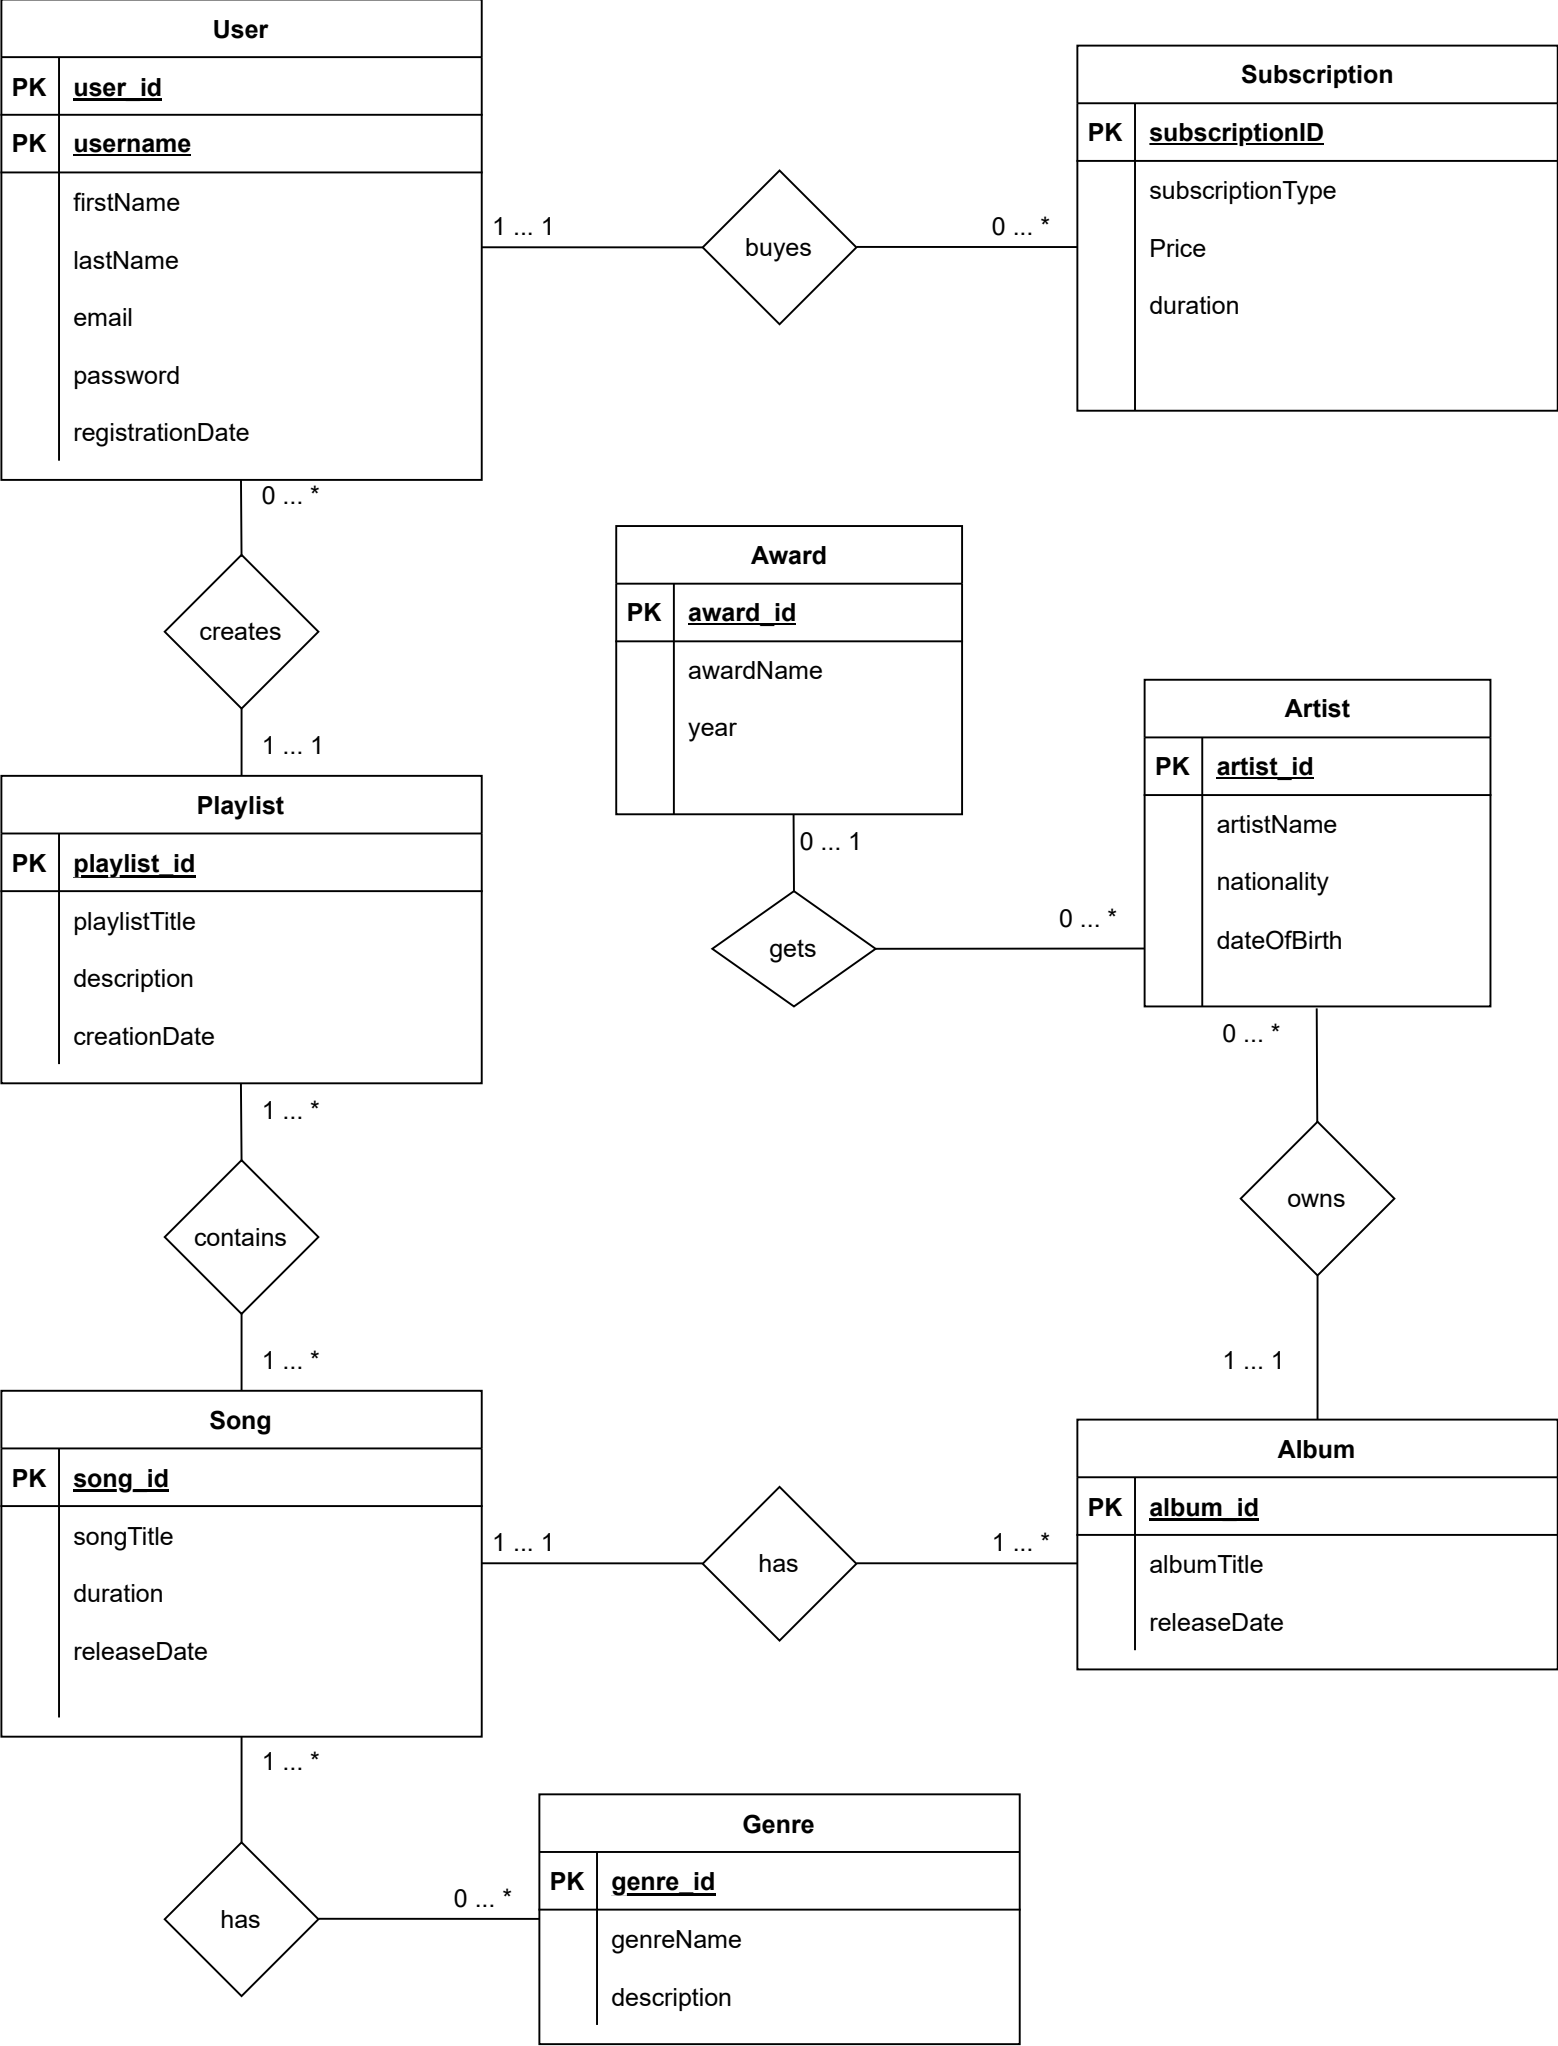 User
PK user_id
PK username
firstName
lastName
email
password
registrationDate
1 ... 1
buyes
0 ... *
Subscription
PK subscriptionID
subscriptionType
Price
duration
0 ... *
creates
1 ... 1
Award
PK award_id
awardName
year
0 ... 1
gets
0 ... *
Artist
PK artist_id
artistName
nationality
dateOfBirth
0 ... *
owns
1 ... 1
Playlist
PK playlist_id
playlistTitle
description
creationDate
1 ... *
contains
1 ... *
Song
PK song_id
songTitle
duration
releaseDate
1 ... 1
has
1 ... *
Album
PK album_id
albumTitle
releaseDate
1 ... *
has
0 ... *
Genre
PK genre_id
genreName
description